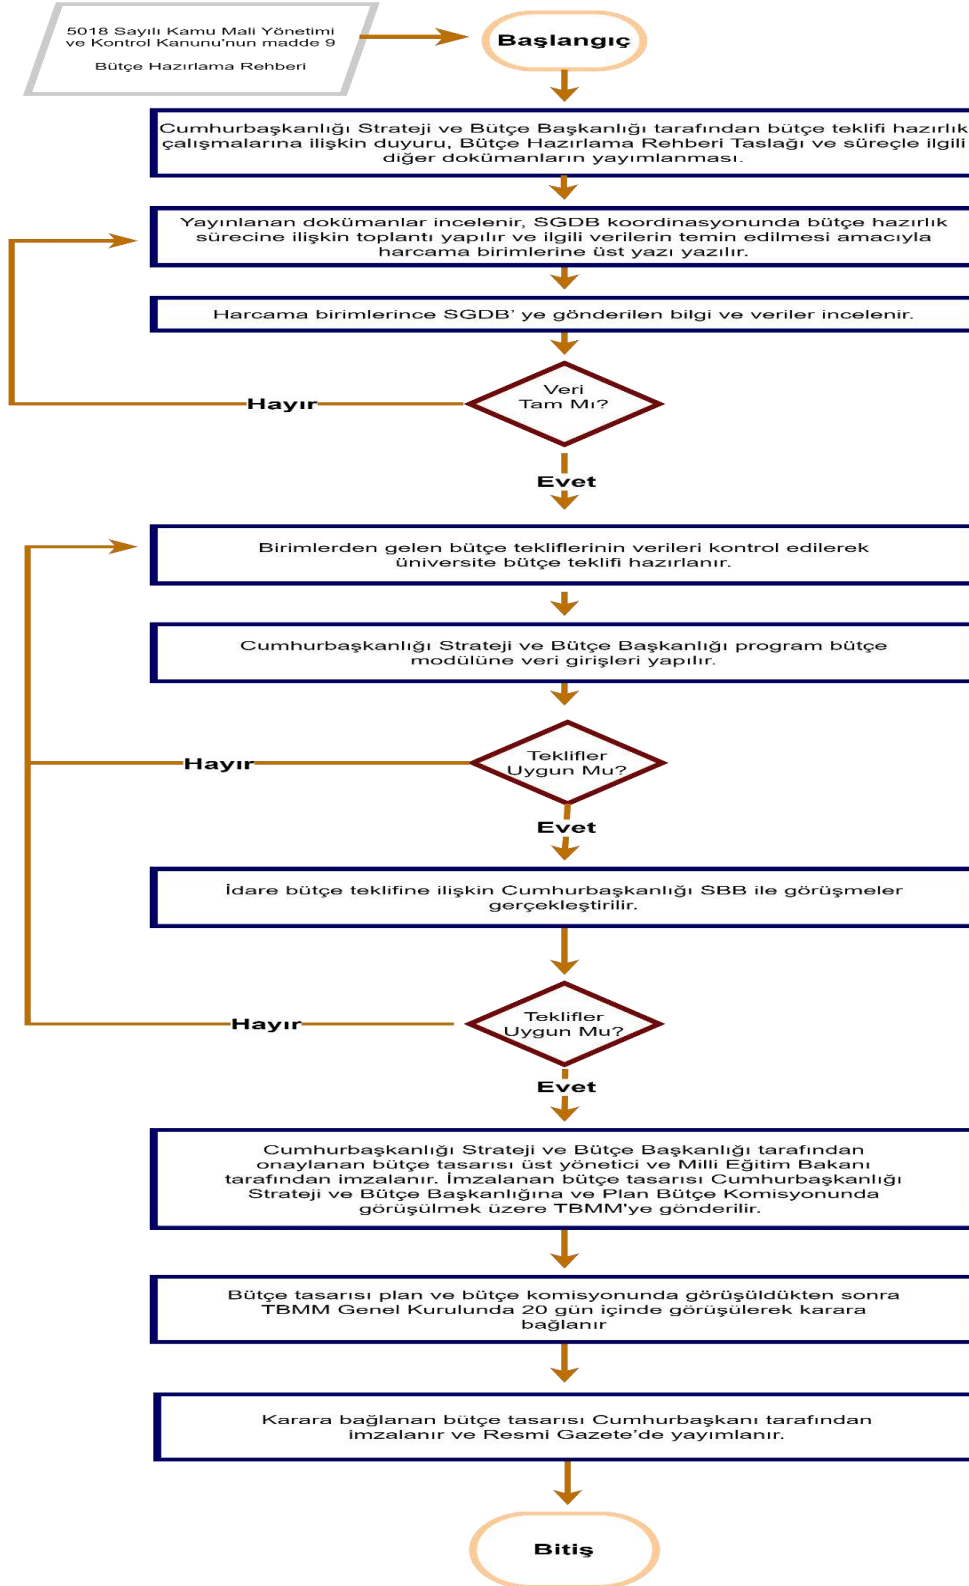 5018 Sayılı Kamu Mali Yönetimi
ve Kontrol Kanunu'nun madde 9
Bütçe Hazırlama Rehberi
Başlangıç
Cumhurbaşkanlığı Strateji ve Bütçe Başkanlığı tarafından bütçe teklifi hazırlık
çalışmalarına ilişkin duyuru, Bütçe Hazırlama Rehberi Taslağı ve süreçle ilgili
diğer dokümanların yayımlanması.
Yayınlanan dokümanlar incelenir, SGDB koordinasyonunda bütçe hazırlık
sürecine ilişkin toplantı yapılır ve ilgili verilerin temin edilmesi amacıyla
harcama birimlerine üst yazı yazılır.
Harcama birimlerince SGDB' ye gönderilen bilgi ve veriler incelenir.
Veri
Tam Mı?
Hayır
Evet
Birimlerden gelen bütçe tekliflerinin verileri kontrol edilerek
üniversite bütçe teklifi hazırlanır.
Cumhurbaşkanlığı Strateji ve Bütçe Başkanlığı program bütçe
modülüne veri girişleri yapılır.
Teklifler
Uygun Mu?
Hayır
Evet
İdare bütçe teklifine ilişkin Cumhurbaşkanlığı SBB ile görüşmeler
gerçekleştirilir.
Teklifler
Uygun Mu?
Hayır
Evet
Cumhurbaşkanlığı Strateji ve Bütçe Başkanlığı tarafından
onaylanan bütçe tasarısı üst yönetici ve Milli Eğitim Bakanı
tarafından imzalanır. İmzalanan bütçe tasarısı Cumhurbaşkanlığı
Strateji ve Bütçe Başkanlığına ve Plan Bütçe Komisyonunda
görüşülmek üzere TBMM'ye gönderilir.
Bütçe tasarısı plan ve bütçe komisyonunda görüşüldükten sonra
TBMM Genel Kurulunda 20 gün içinde görüşülerek karara
bağlanır
Karara bağlanan bütçe tasarısı Cumhurbaşkanı tarafından
imzalanır ve Resmi Gazete'de yayımlanır.
Bitiş